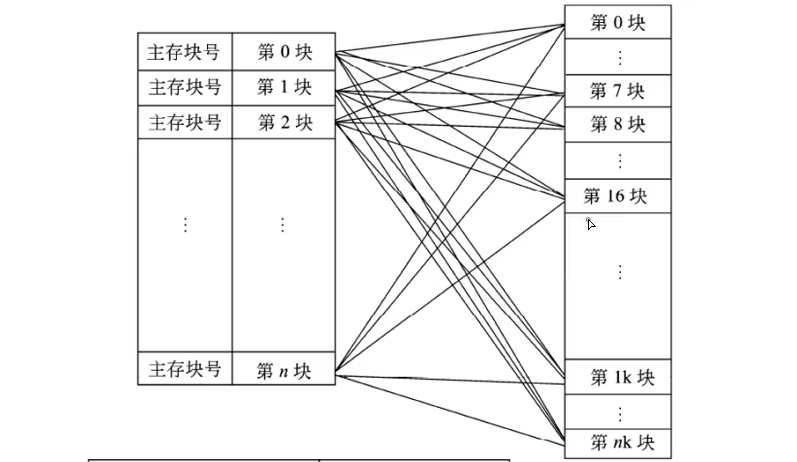 主存块号 第 0 块
主存块号 第 1 块
主存块号 第 2 块
⋮ ⋮
主存块号 第 n 块
第 0 块
⋮
第 7 块
第 8 块
⋮
第 16 块
⋮
第 1k 块
⋮
第 nk 块